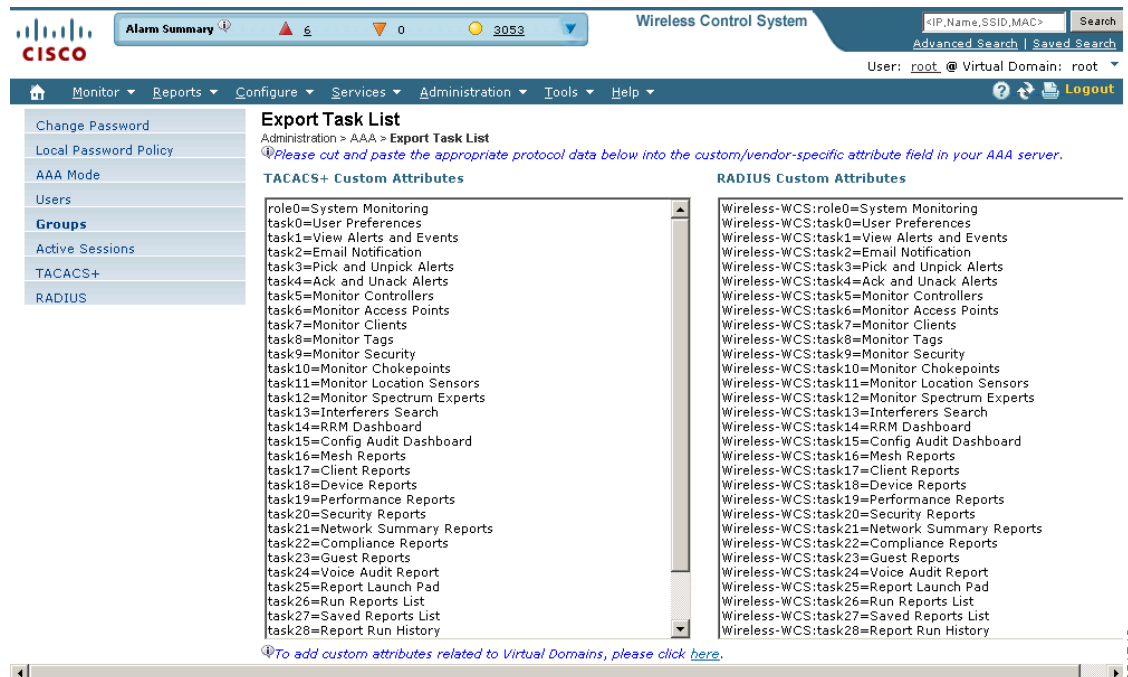 Alarm Summary
6
0
3053
Wireless Control System
<IP,Name,SSID,MAC>
Search
Advanced Search | Saved Search
CISCO
User: root @ Virtual Domain: root
Monitor Reports Configure Services Administration Tools Help
Logout
Change Password
Local Password Policy
AAA Mode
Users
Groups
Active Sessions
TACACS+
RADIUS
Export Task List
Administration > AAA > Export Task List
Please cut and paste the appropriate protocol data below into the custom/vendor-specific attribute field in your AAA server.
TACACS+ Custom Attributes
role0=System Monitoring
task0=User Preferences
task1=View Alerts and Events
task2=Email Notification
task3=Pick and Unpick Alerts
task4=Ack and Unack Alerts
task5=Monitor Controllers
task6=Monitor Access Points
task7=Monitor Clients
task8=Monitor Tags
task9=Monitor Security
task10=Monitor Chokepoints
task11=Monitor Location Sensors
task12=Monitor Spectrum Experts
task13=Interferers Search
task14=RRM Dashboard
task15=Config Audit Dashboard
task16=Mesh Reports
task17=Client Reports
task18=Device Reports
task19=Performance Reports
task20=Security Reports
task21=Network Summary Reports
task22=Compliance Reports
task23=Guest Reports
task24=Voice Audit Report
task25=Report Launch Pad
task26=Run Reports List
task27=Saved Reports List
task28=Report Run History
RADIUS Custom Attributes
Wireless-WCS:role0=System Monitoring
Wireless-WCS:task0=User Preferences
Wireless-WCS:task1=View Alerts and Events
Wireless-WCS:task2=Email Notification
Wireless-WCS:task3=Pick and Unpick Alerts
Wireless-WCS:task4=Ack and Unack Alerts
Wireless-WCS:task5=Monitor Controllers
Wireless-WCS:task6=Monitor Access Points
Wireless-WCS:task7=Monitor Clients
Wireless-WCS:task8=Monitor Tags
Wireless-WCS:task9=Monitor Security
Wireless-WCS:task10=Monitor Chokepoints
Wireless-WCS:task11=Monitor Location Sensors
Wireless-WCS:task12=Monitor Spectrum Experts
Wireless-WCS:task13=Interferers Search
Wireless-WCS:task14=RRM Dashboard
Wireless-WCS:task15=Config Audit Dashboard
Wireless-WCS:task16=Mesh Reports
Wireless-WCS:task17=Client Reports
Wireless-WCS:task18=Device Reports
Wireless-WCS:task19=Performance Reports
Wireless-WCS:task20=Security Reports
Wireless-WCS:task21=Network Summary Reports
Wireless-WCS:task22=Compliance Reports
Wireless-WCS:task23=Guest Reports
Wireless-WCS:task24=Voice Audit Report
Wireless-WCS:task25=Report Launch Pad
Wireless-WCS:task26=Run Reports List
Wireless-WCS:task27=Saved Reports List
Wireless-WCS:task28=Report Run History
To add custom attributes related to Virtual Domains, please click here.